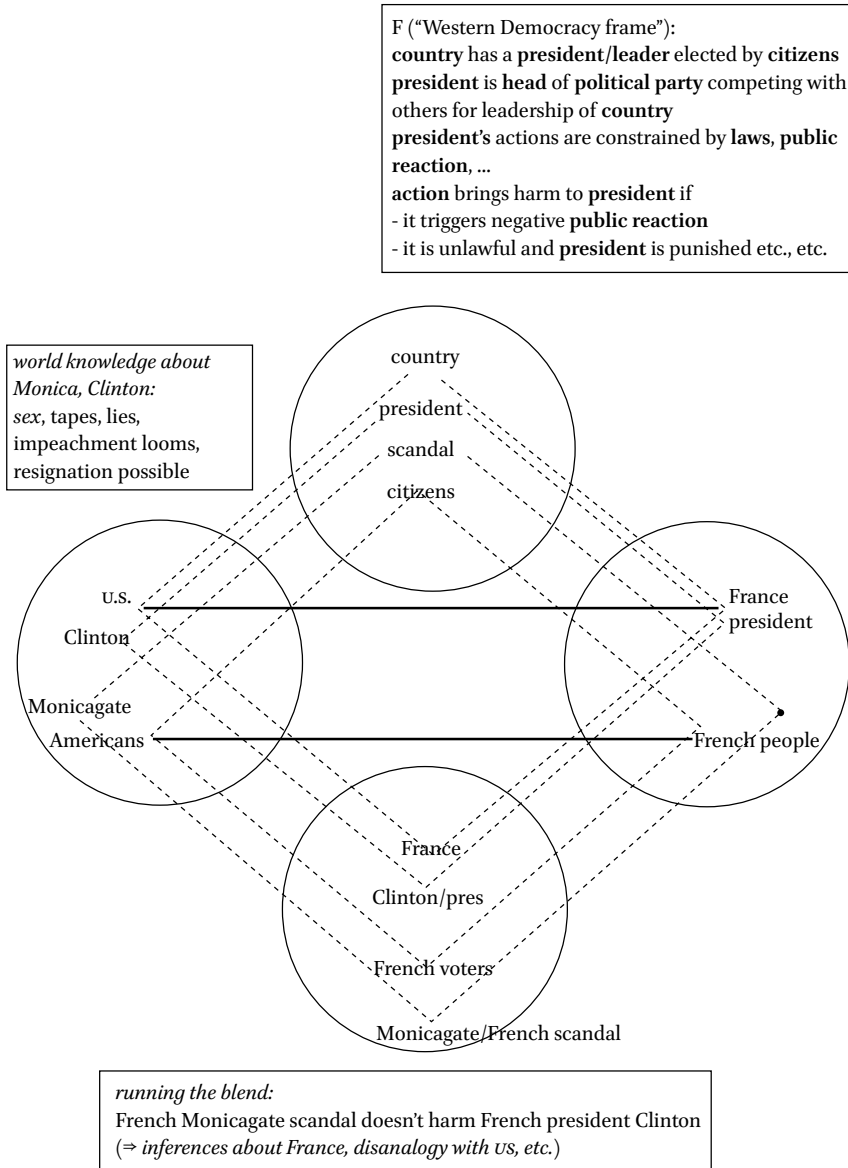 F (“Western Democracy frame”):
country has a president/leader elected by citizens
president is head of political party competing with
others for leadership of country
president's actions are constrained by laws, public
reaction, ...
action brings harm to president if
- it triggers negative public reaction
- it is unlawful and president is punished etc., etc.
world knowledge about
Monica, Clinton:
sex, tapes, lies,
impeachment looms,
resignation possible
country
president
scandal
citizens
U.S.
Clinton
Monicagate
Americans
France
president
French people
France
Clinton/pres
French voters
Monicagate/French scandal
running the blend:
French Monicagate scandal doesn't harm French president Clinton
(⇒ inferences about France, disanalogy with US, etc.)